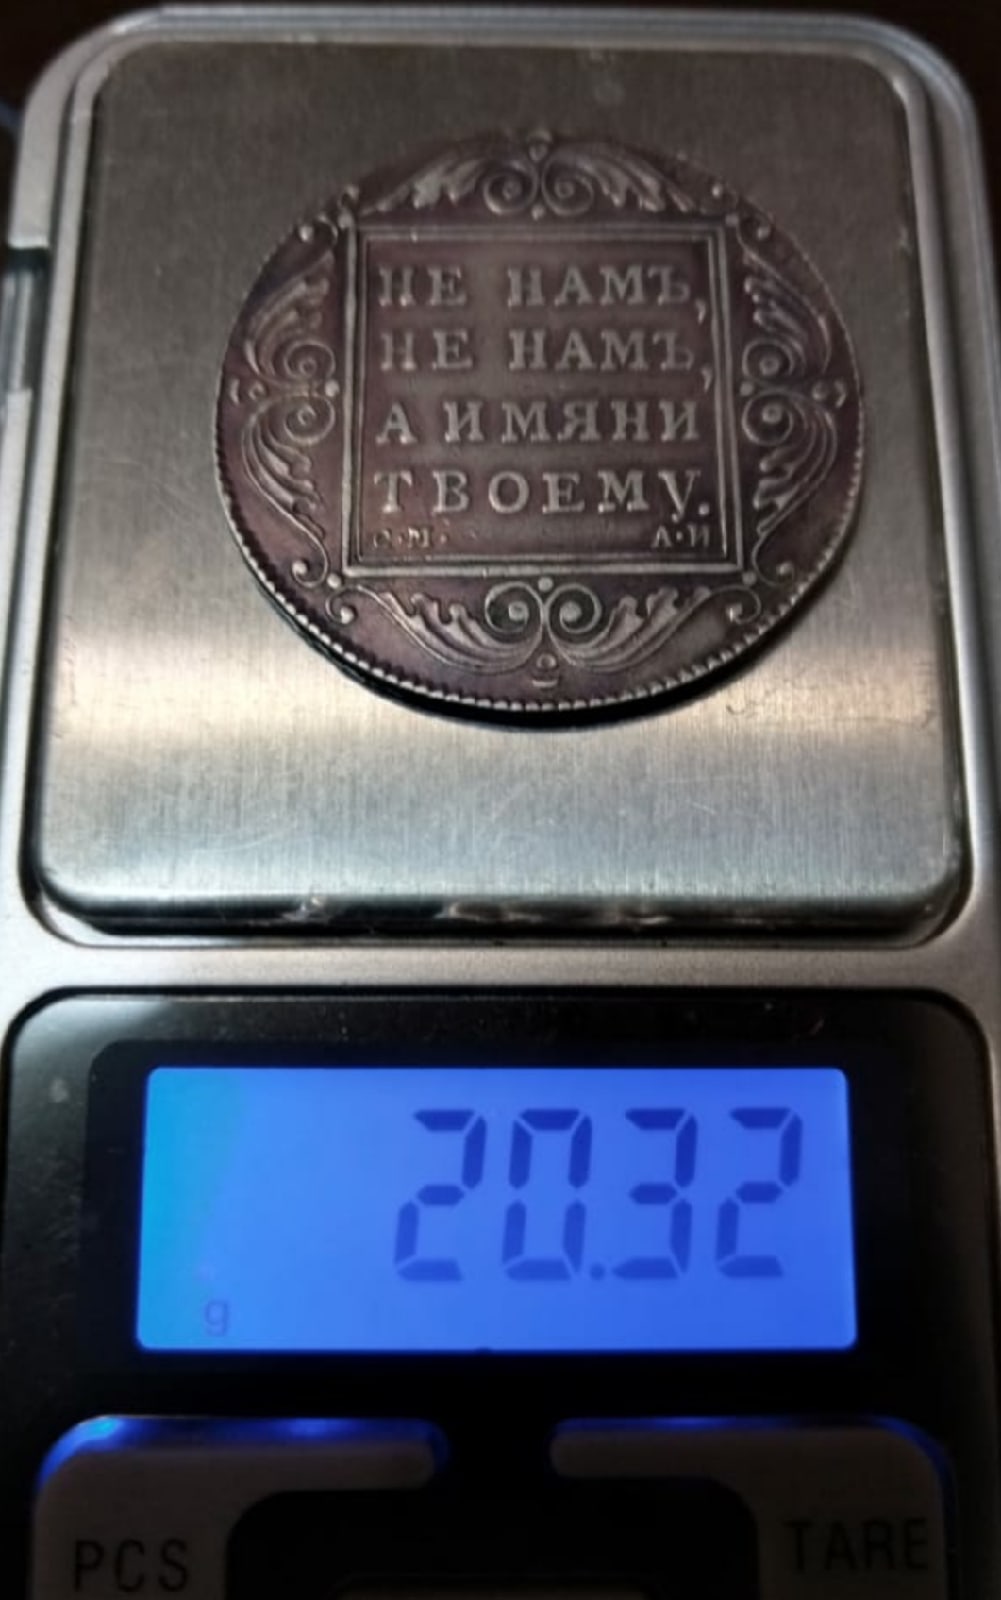 НЕ НАМЪ,
НЕ НАМЪ,
А ИМЯНИ
ТВОЕМУ.
С·М· А·И
20.32
g
PCS TARE